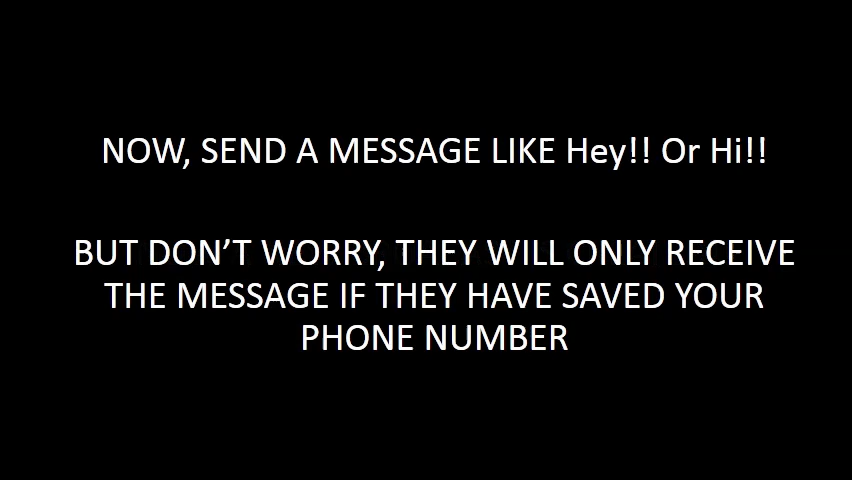 NOW, SEND A MESSAGE LIKE Hey!! Or Hi!!
BUT DON’T WORRY, THEY WILL ONLY RECEIVE
THE MESSAGE IF THEY HAVE SAVED YOUR
PHONE NUMBER